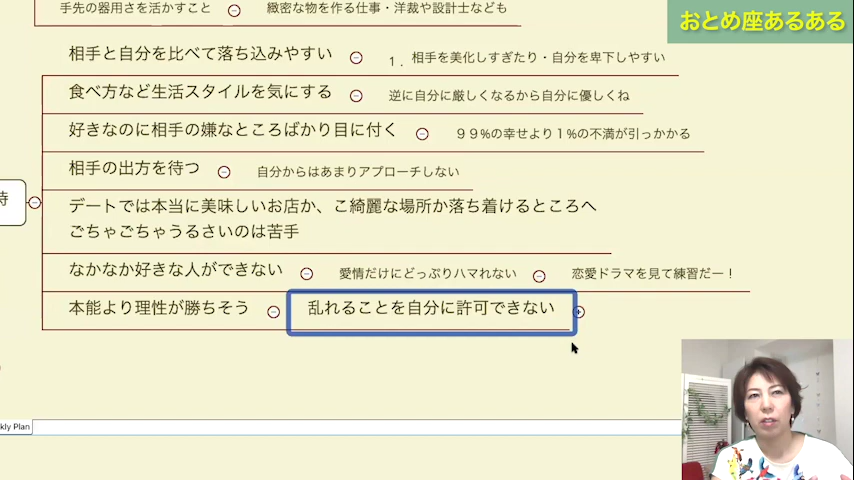 手先の器用さを活かすこと
緻密な物を作る仕事・洋裁や設計士なども
おとめ座あるある
相手と自分を比べて落ち込みやすい
1. 相手を美化しすぎたり・自分を卑下しやすい
食べ方など生活スタイルを気にする
逆に自分に厳しくなるから自分に優しくね
好きなのに相手の嫌なところばかり目に付く
99%の幸せより1%の不満が引っかかる
相手の出方を待つ
自分からはあまりアプローチしない
時
デートでは本当に美味しいお店か、こ綺麗な場所か落ち着けるところへ
ごちゃごちゃうるさいのは苦手
なかなか好きな人ができない
愛情だけにどっぷりハマれない
恋愛ドラマを見て練習だー!
本能より理性が勝ちそう
乱れることを自分に許可できない
kly Plan